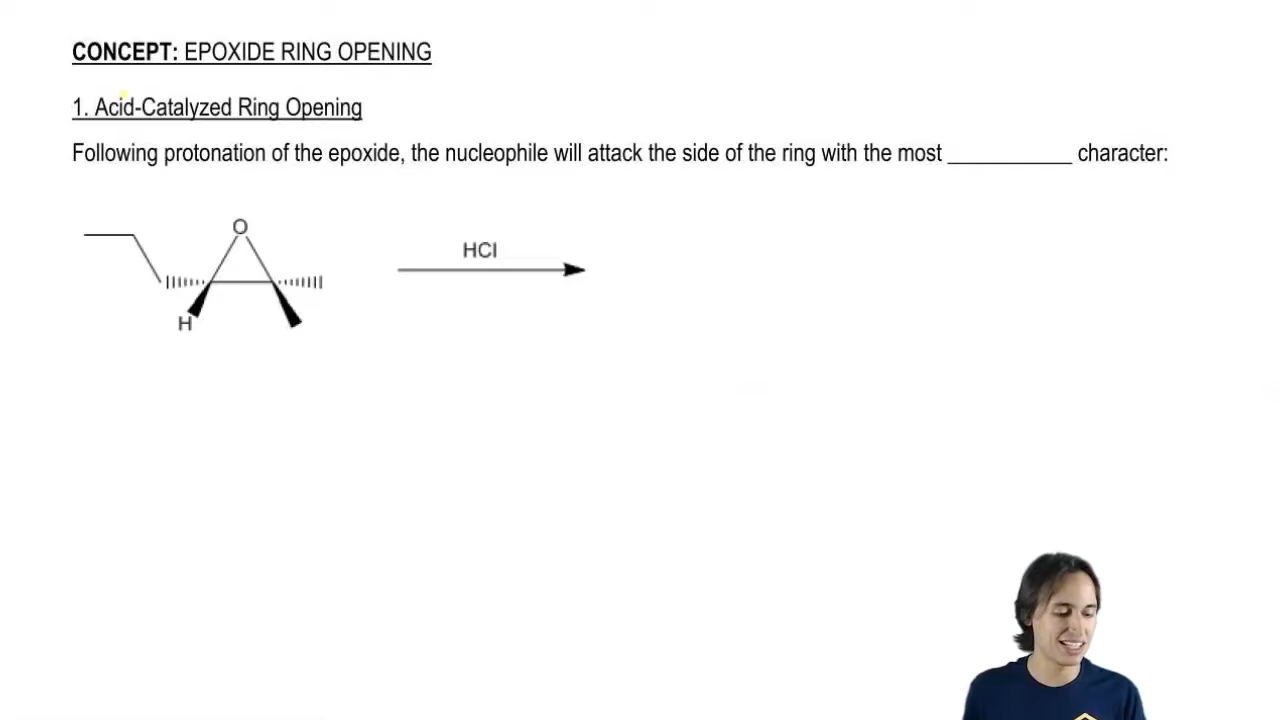 CONCEPT: EPOXIDE RING OPENING
1. Acid-Catalyzed Ring Opening
Following protonation of the epoxide, the nucleophile will attack the side of the ring with the most ___________ character:
O
HCl
H